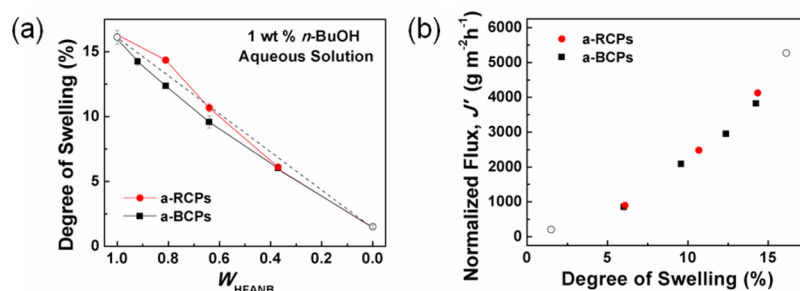 (a)
1 wt % n-BuOH
Aqueous Solution
Degree of Swelling (%)
15
10
5
0
a-RCPs
a-BCPs
1.0 0.8 0.6 0.4 0.2 0.0
WHFANB
(b)
Normalized Flux, J' (g m-2h-1)
6000
5000
4000
3000
2000
1000
0
a-RCPs
a-BCPs
0 5 10 15
Degree of Swelling (%)